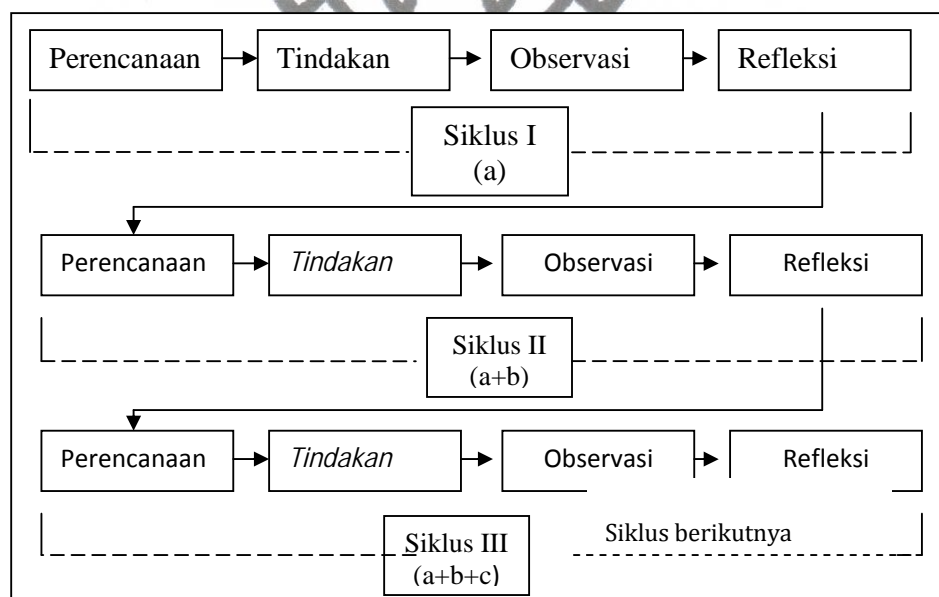 Perencanaan Tindakan Observasi Refleksi
Siklus I
(a)
Perencanaan Tindakan Observasi Refleksi
Siklus II
(a+b)
Perencanaan Tindakan Observasi Refleksi
Siklus berikutnya
Siklus III
(a+b+c)